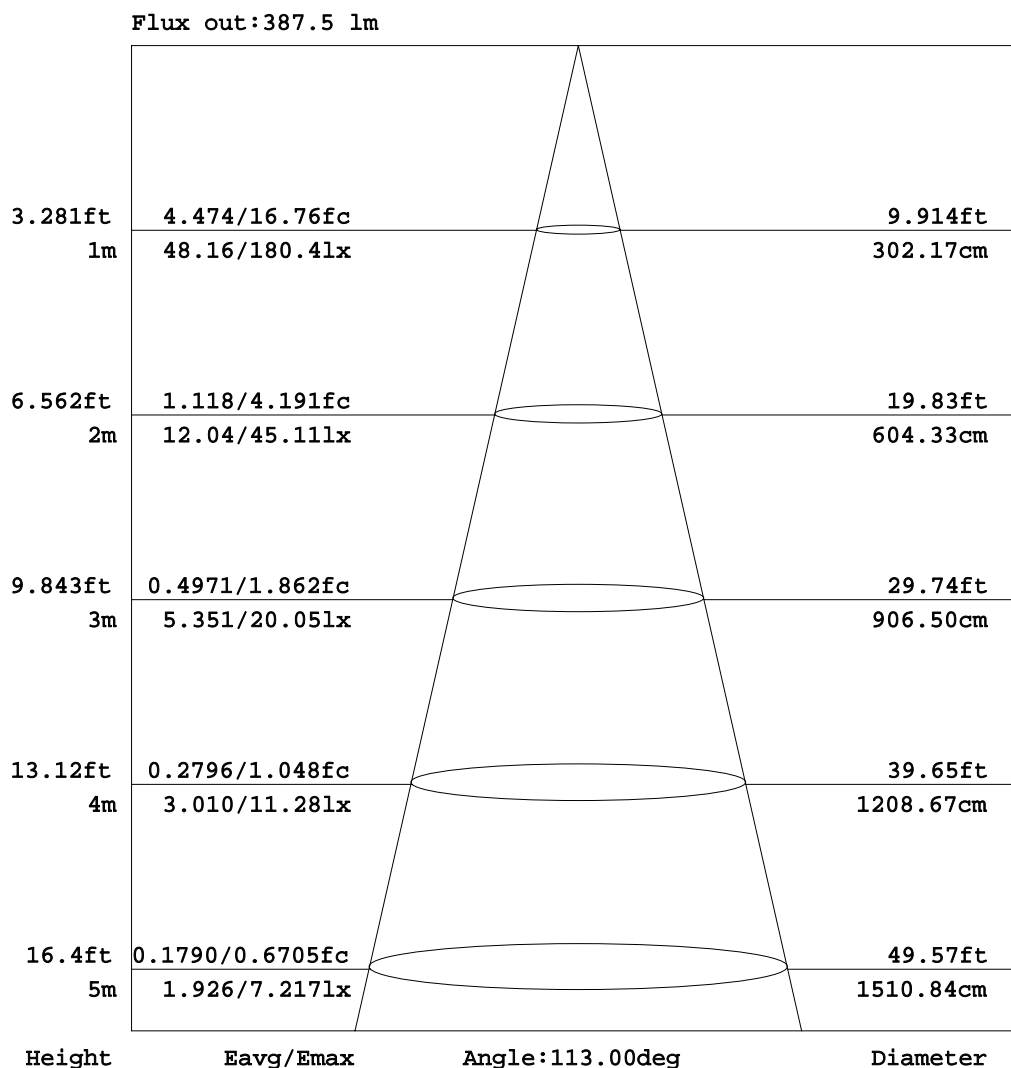 Flux out:387.5 lm
3.281ft 4.474/16.76fc 9.914ft
1m 48.16/180.4lx 302.17cm
6.562ft 1.118/4.191fc 19.83ft
2m 12.04/45.11lx 604.33cm
9.843ft 0.4971/1.862fc 29.74ft
3m 5.351/20.05lx 906.50cm
13.12ft 0.2796/1.048fc 39.65ft
4m 3.010/11.28lx 1208.67cm
16.4ft 0.1790/0.6705fc 49.57ft
5m 1.926/7.217lx 1510.84cm
Height Eavg/Emax Angle:113.00deg Diameter